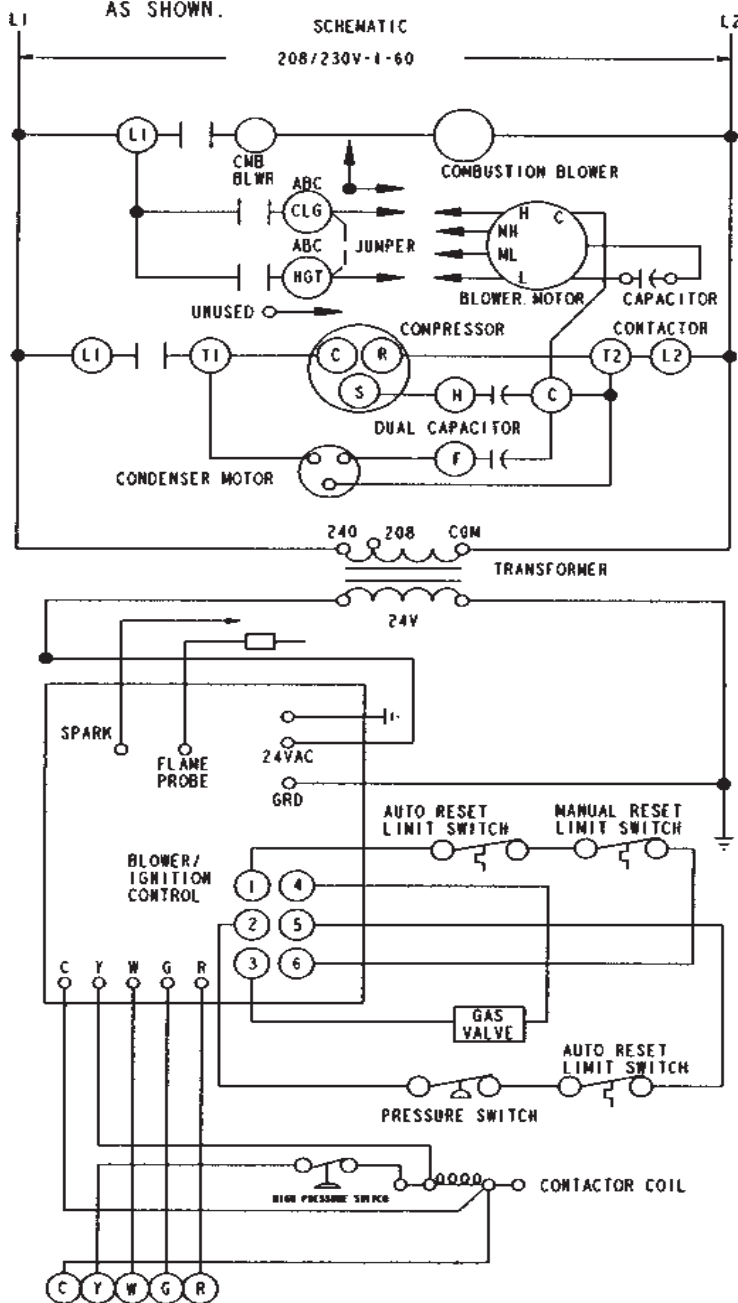 AS SHOWN.
L1
L2
SCHEMATIC
208/230V-1-60
L1
CMB
BLWR
COMBUSTION BLOWER
ABC
CLG
JUMPER
ABC
HGT
H
C
MH
ML
L
BLOWER MOTOR
CAPACITOR
UNUSED
COMPRESSOR
CONTACTOR
L1
T1
C
R
S
T2
L2
H
C
DUAL CAPACITOR
F
CONDENSER MOTOR
240
208
COM
TRANSFORMER
24V
SPARK
FLAME
PROBE
24VAC
GRD
AUTO RESET
LIMIT SWITCH
MANUAL RESET
LIMIT SWITCH
BLOWER/
IGNITION
CONTROL
1
4
2
5
3
6
C Y W G R
GAS
VALVE
AUTO RESET
LIMIT SWITCH
PRESSURE SWITCH
HIGH PRESSURE SWITCH
CONTACTOR COIL
C Y W G R